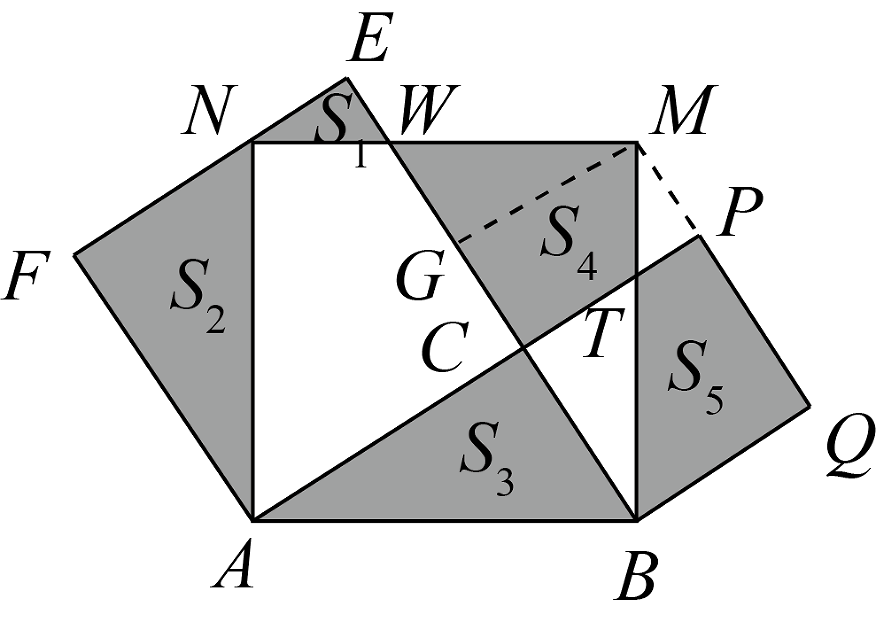 E
N W M
S₁
P
F S₂ G S₄
C T
S₅
S₃ Q
A B